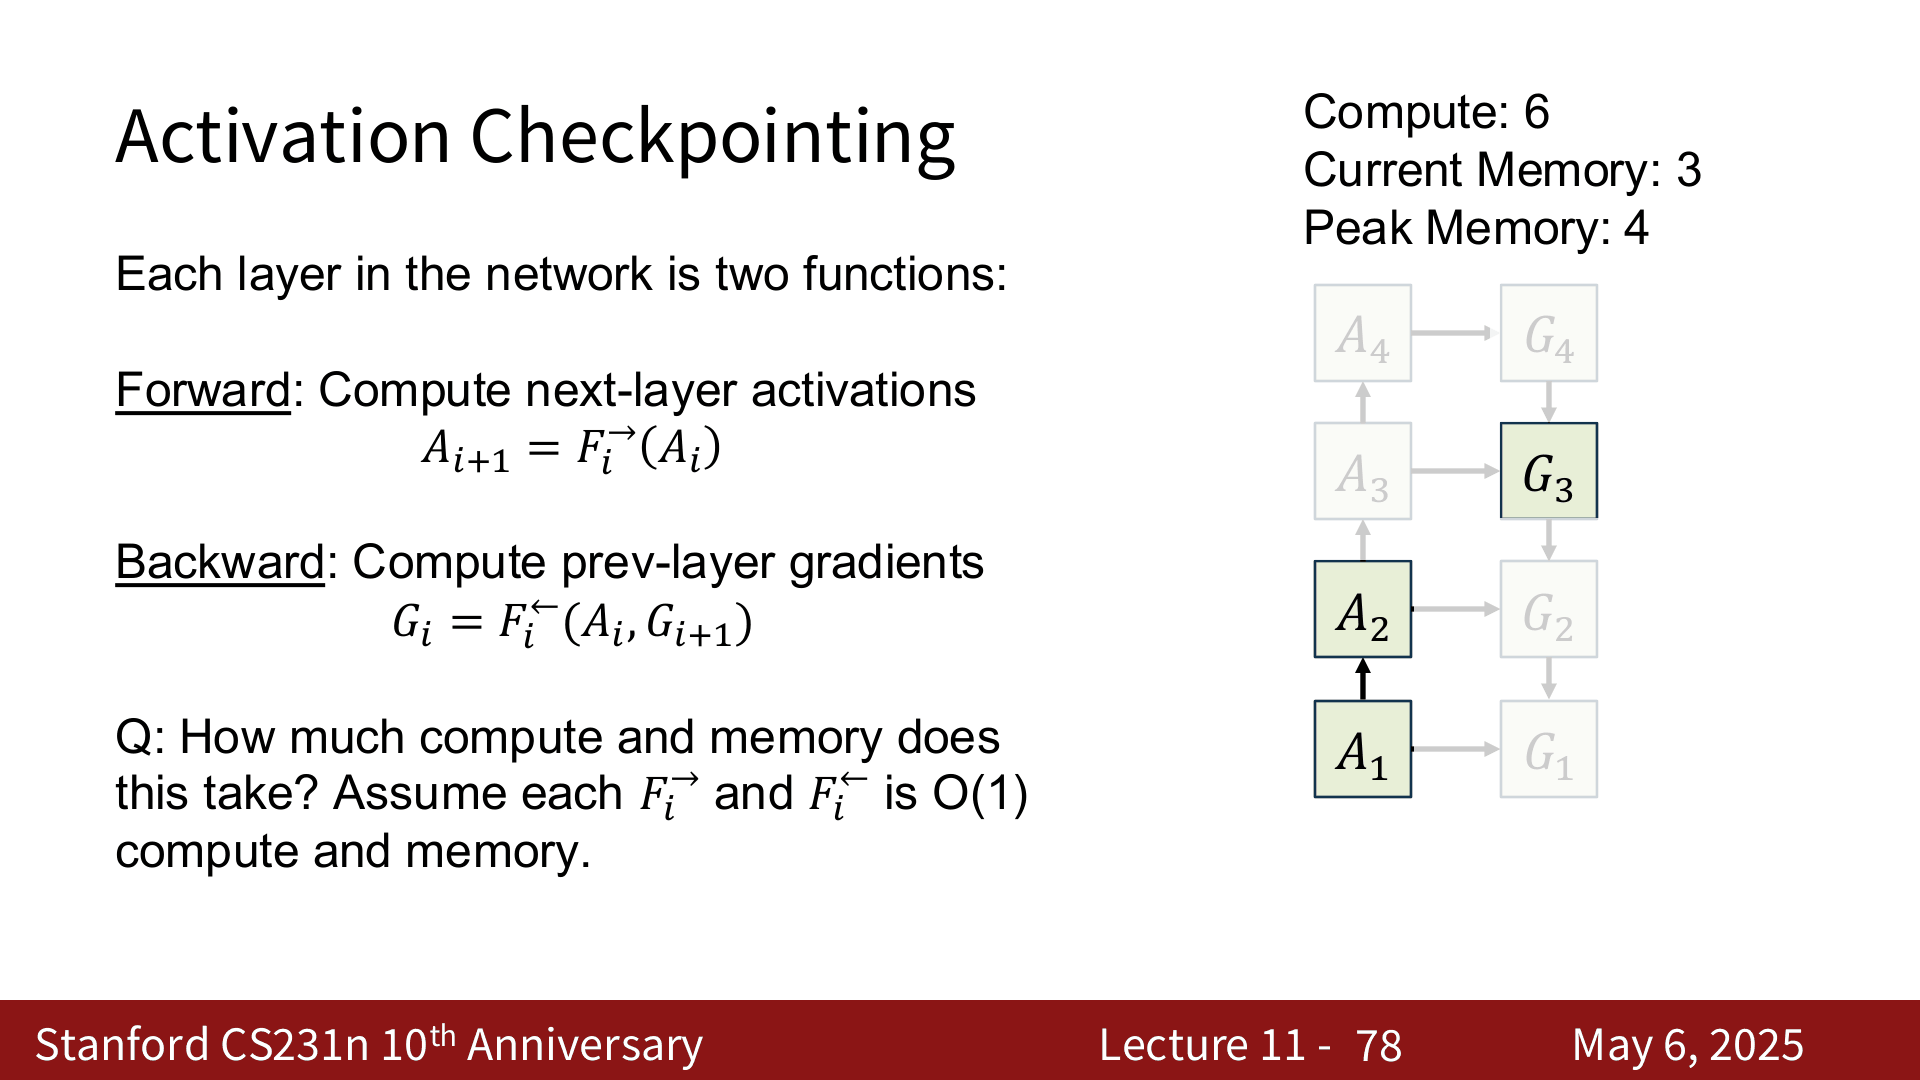 Activation Checkpointing
Compute: 6
Current Memory: 3
Peak Memory: 4
Each layer in the network is two functions:
Forward: Compute next-layer activations
A_{i+1} = F_i^→(A_i)
Backward: Compute prev-layer gradients
G_i = F_i^←(A_i, G_{i+1})
Q: How much compute and memory does
this take? Assume each F_i^→ and F_i^← is O(1)
compute and memory.
A_4 G_4
A_3 G_3
A_2 G_2
A_1 G_1
Stanford CS231n 10th Anniversary Lecture 11 - 78 May 6, 2025